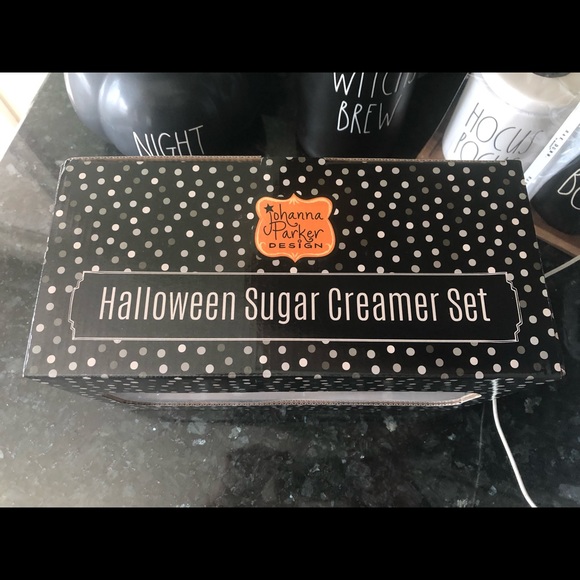 NIGHT
WITCH
BREW
HOCUS
Johanna
Parker
DESIGN
Halloween Sugar Creamer Set